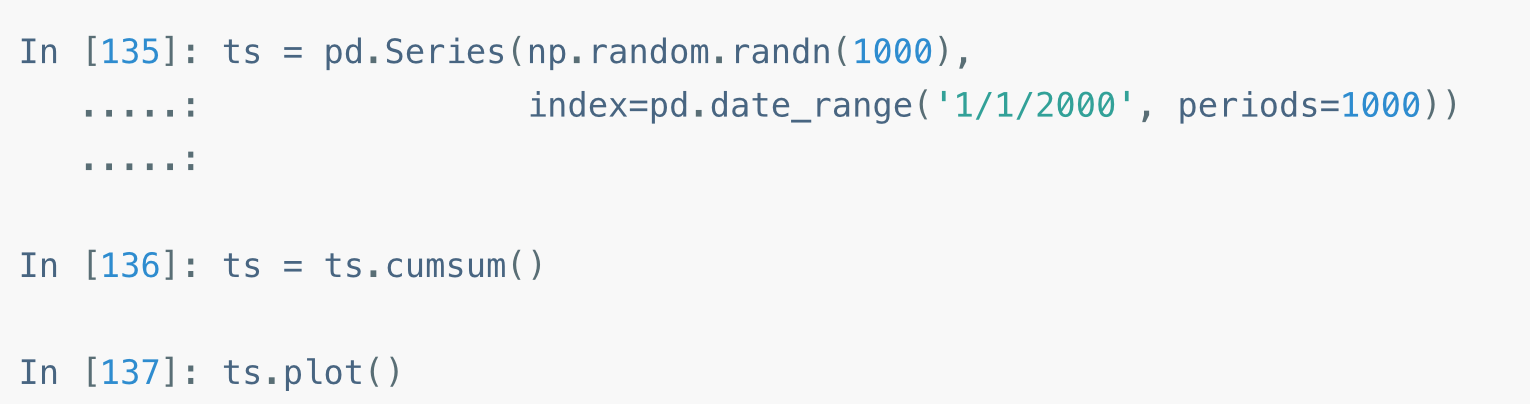 In [135]: ts = pd.Series(np.random.randn(1000),
   .....:                index=pd.date_range('1/1/2000', periods=1000))
   .....:
In [136]: ts = ts.cumsum()
In [137]: ts.plot()